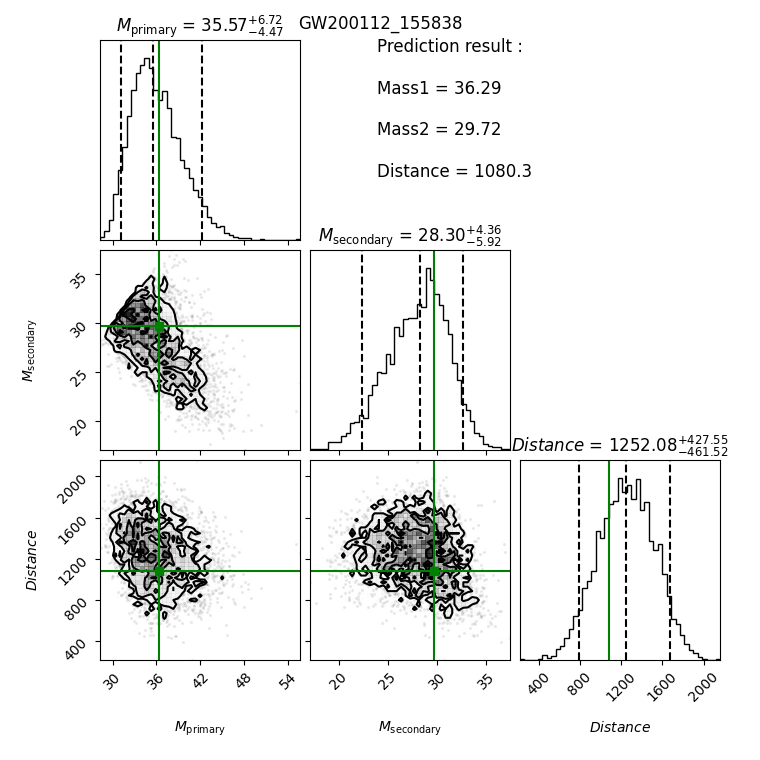 M_primary = 35.57 +6.72 −4.47 GW200112_155838
Prediction result :
Mass1 = 36.29
Mass2 = 29.72
Distance = 1080.3
M_secondary = 28.30 +4.36 −5.92
35
30
25
20
M_secondary
Distance = 1252.08 +427.55 −461.52
2000
1600
1200
800
400
Distance
30 36 42 48 54
20 25 30 35
400 800 1200 1600 2000
M_primary
M_secondary
Distance